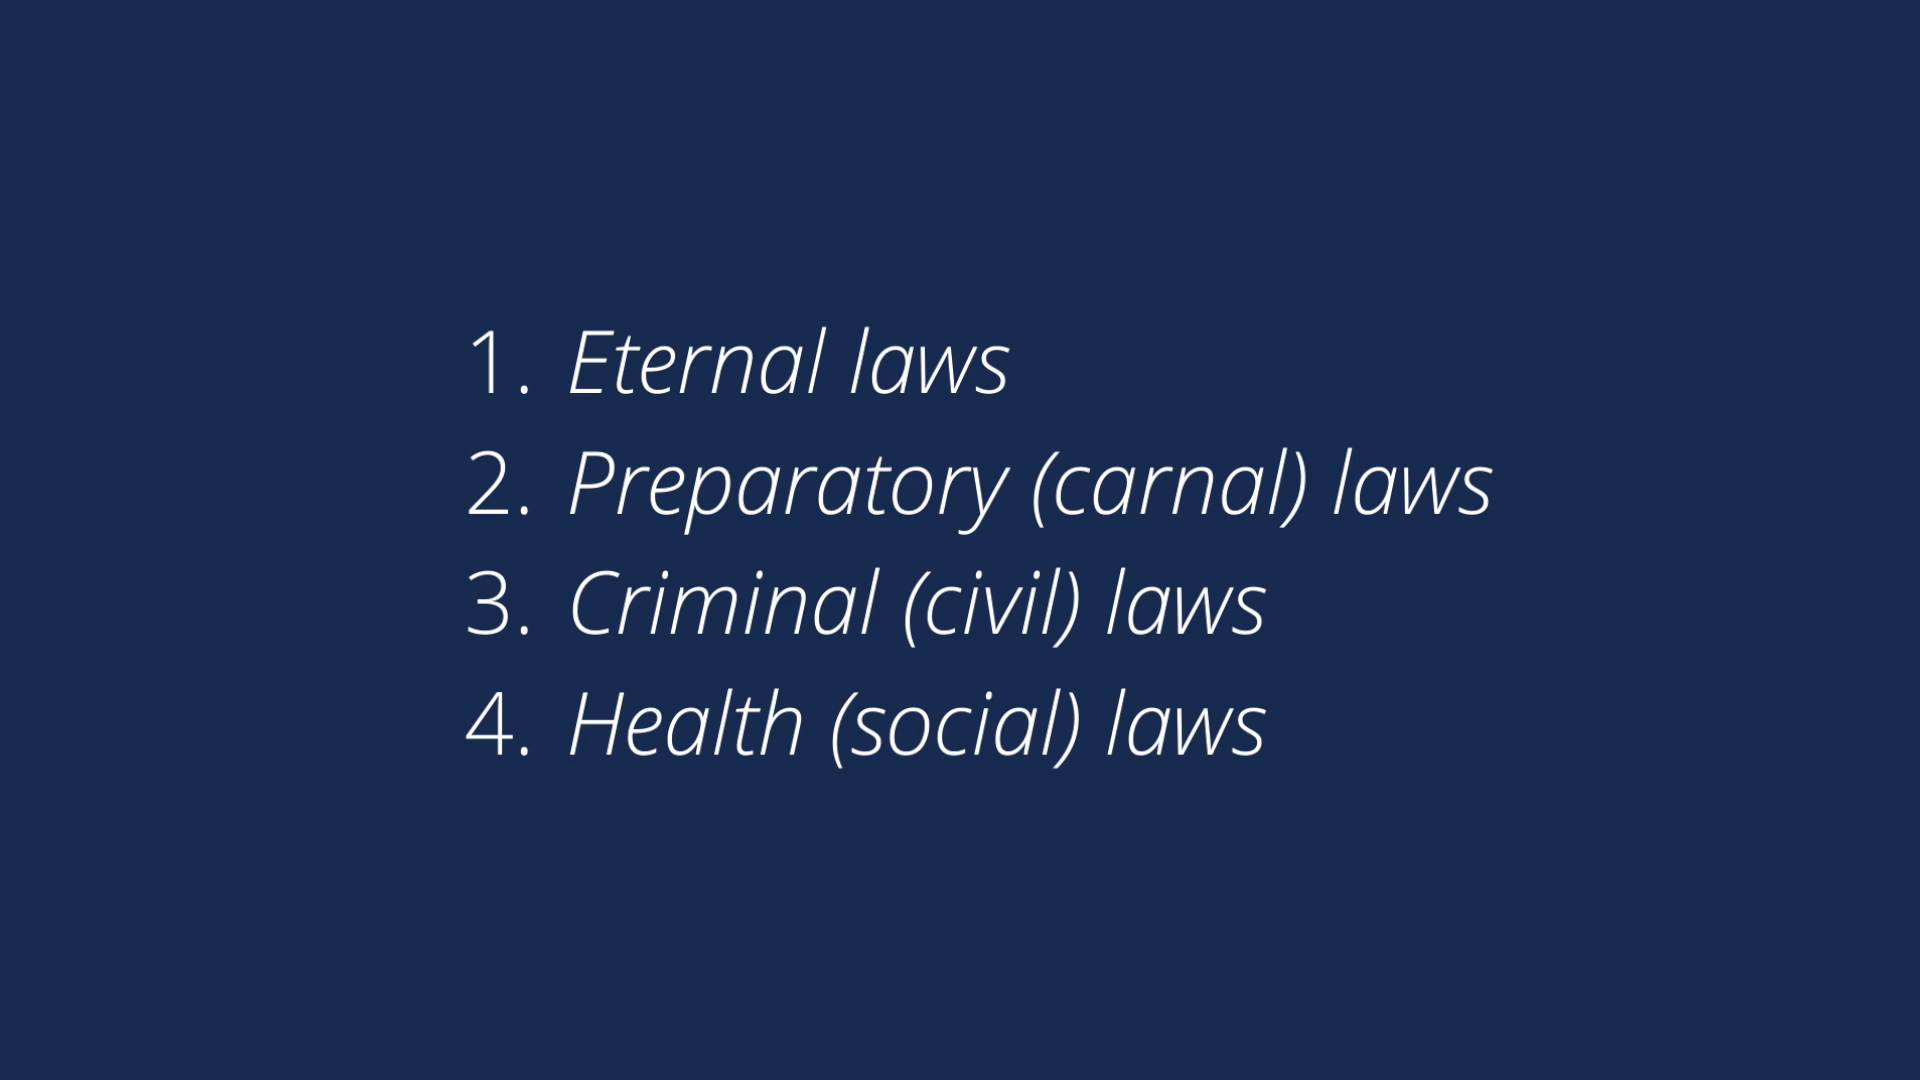 1. Eternal laws
2. Preparatory (carnal) laws
3. Criminal (civil) laws
4. Health (social) laws